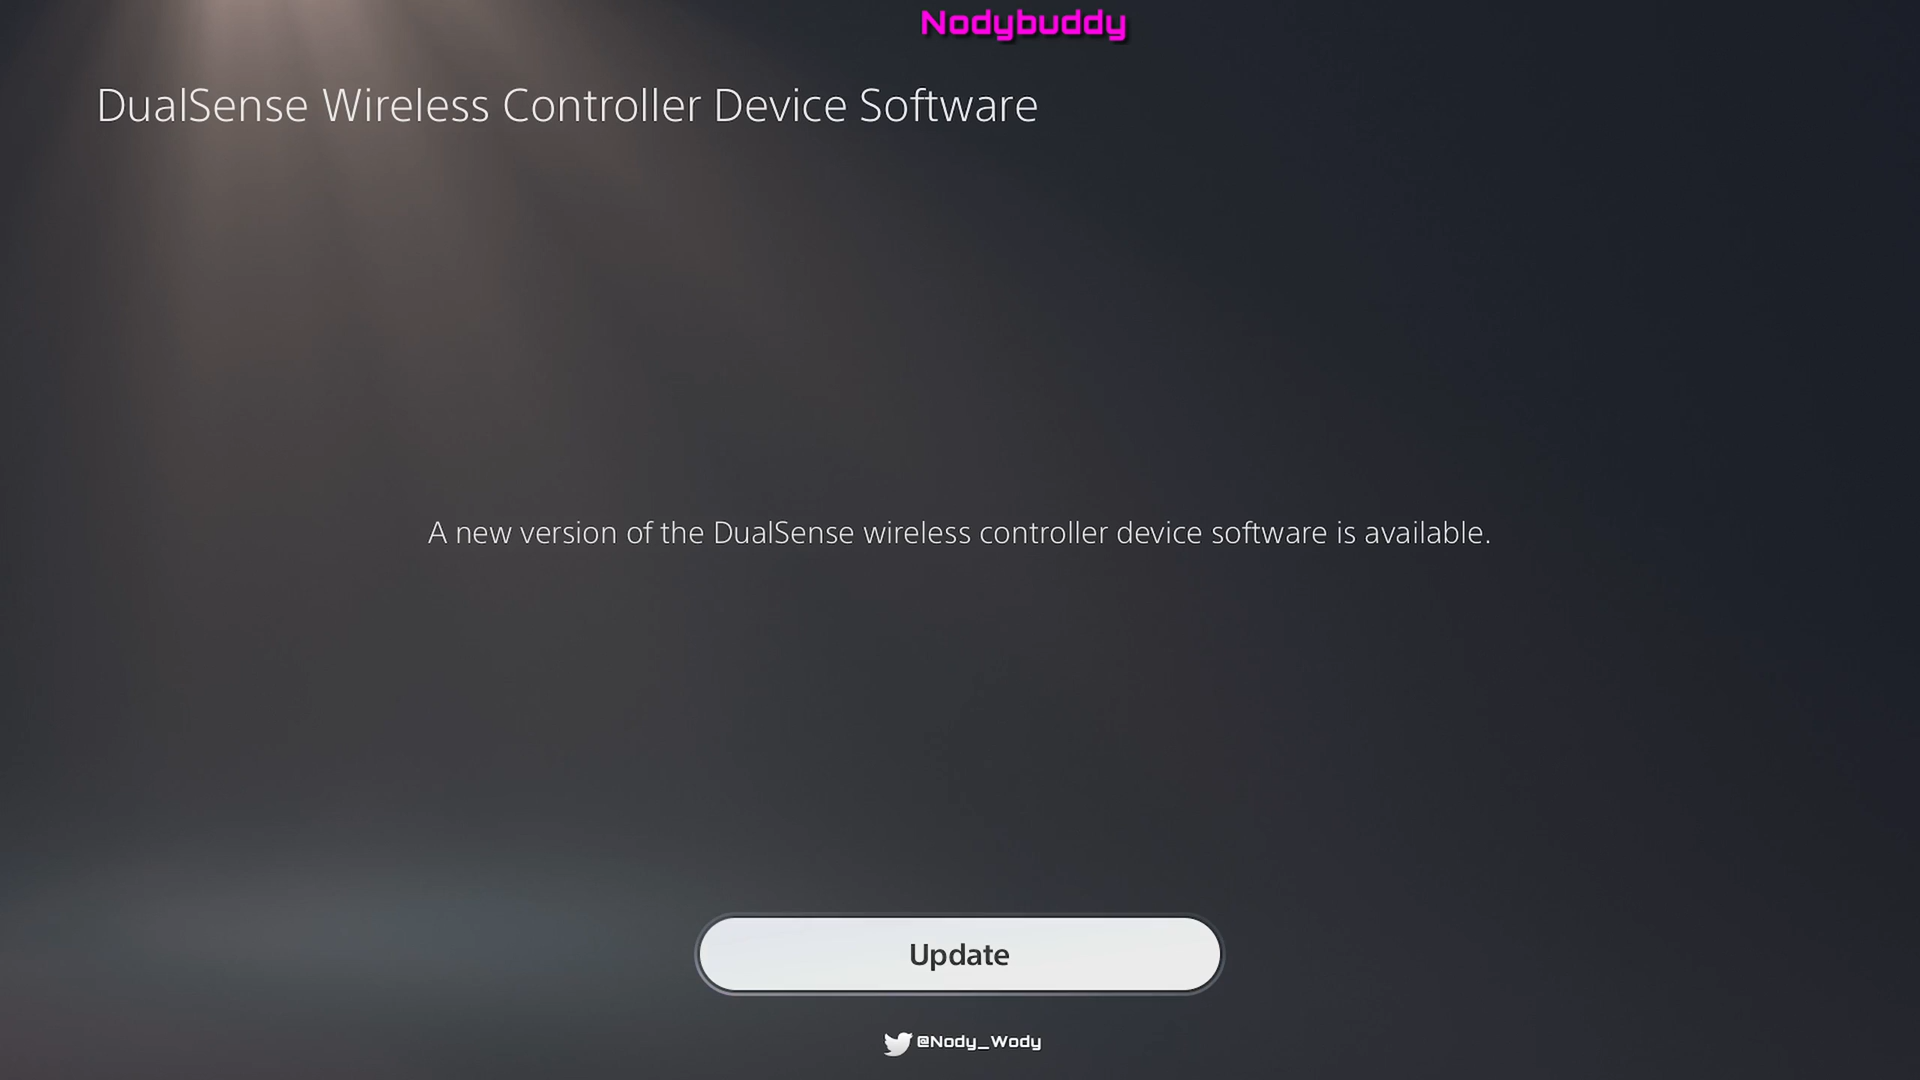 Nodybuddy
DualSense Wireless Controller Device Software
A new version of the DualSense wireless controller device software is available.
Update
@Nody_Wody